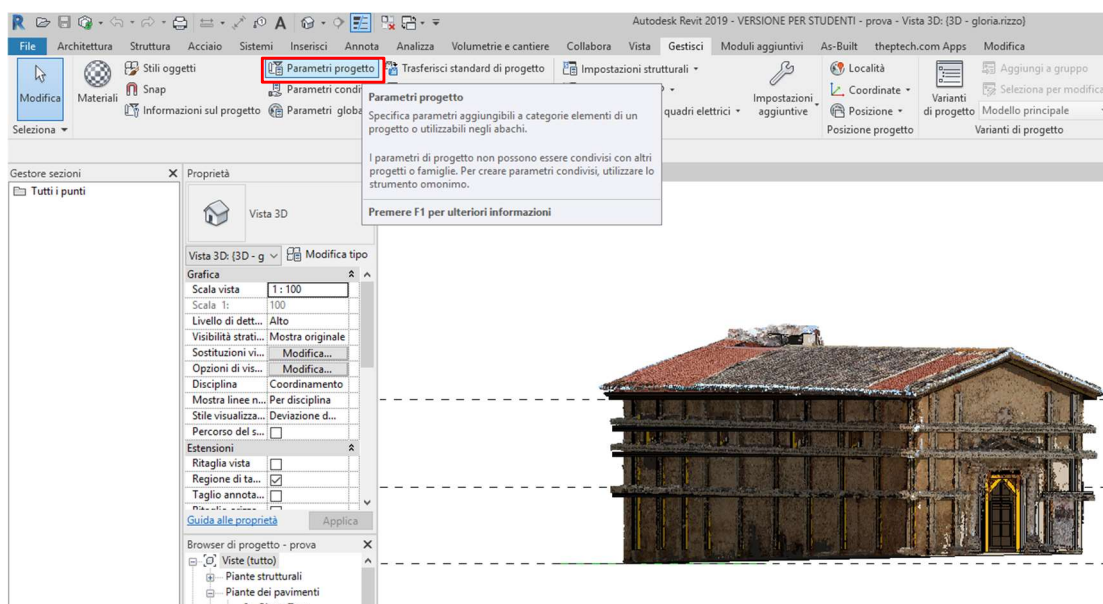 Autodesk Revit 2019 - VERSIONE PER STUDENTI - prova - Vista 3D: {3D - gloria.rizzo}
File Architettura Struttura Acciaio Sistemi Inserisci Annota Analizza Volumetrie e cantiere Collabora Vista Gestisci Moduli aggiuntivi As-Built theptech.com Apps Modifica
Modifica
Materiali
Stili oggetti
Snap
Informazioni sul progetto
Parametri progetto
Parametri condi
Parametri globa
Trasferisci standard di progetto
Impostazioni strutturali
quadri elettrici
Impostazioni
aggiuntive
Località
Coordinate
Posizione
Varianti
di progetto
Aggiungi a gruppo
Seleziona per modifica
Modello principale
Seleziona
Posizione progetto
Varianti di progetto
Parametri progetto
Specifica parametri aggiungibili a categorie elementi di un
progetto o utilizzabili negli abachi.
I parametri di progetto non possono essere condivisi con altri
progetti o famiglie. Per creare parametri condivisi, utilizzare lo
strumento omonimo.
Premere F1 per ulteriori informazioni
Gestore sezioni X
Tutti i punti
Proprietà
Vista 3D
Vista 3D: {3D - g
Modifica tipo
Grafica
Scala vista 1 : 100
Scala 1: 100
Livello di dett... Alto
Visibilità strati... Mostra originale
Sostituzioni vi... Modifica...
Opzioni di vis... Modifica...
Disciplina Coordinamento
Mostra linee n... Per disciplina
Stile visualizza... Deviazione d...
Percorso del s...
Estensioni
Ritaglia vista
Regione di ta...
Taglio annota...
Guida alle proprietà Applica
Browser di progetto - prova X
Viste (tutto)
Piante strutturali
Piante dei pavimenti